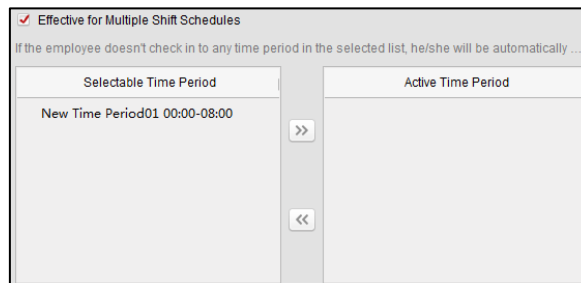 Effective for Multiple Shift Schedules
If the employee doesn't check in to any time period in the selected list, he/she will be automatically ...
Selectable Time Period
Active Time Period
New Time Period01 00:00-08:00
>>
<<